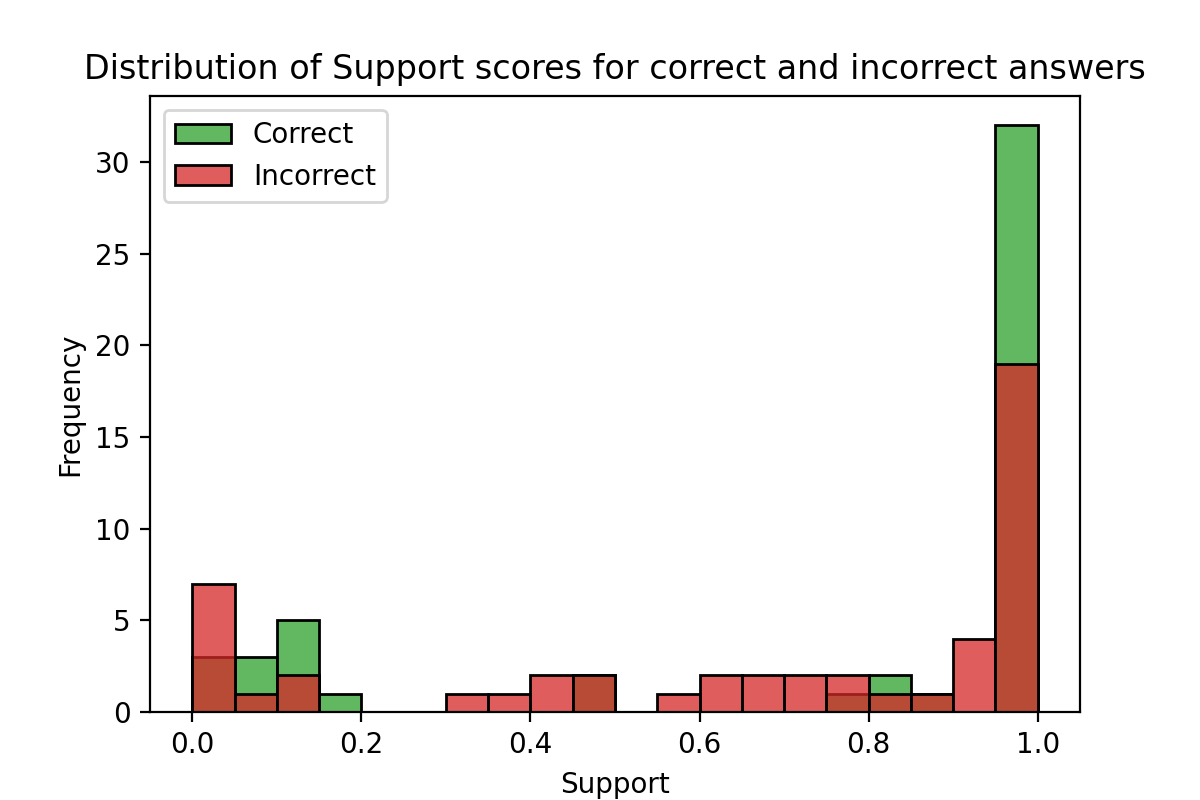 Distribution of Support scores for correct and incorrect answers
Correct
Incorrect
Frequency
30
25
20
15
10
5
0
0.0 0.2 0.4 0.6 0.8 1.0
Support